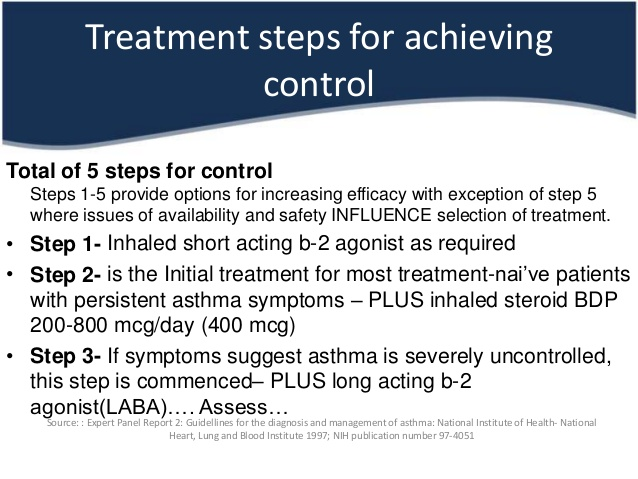 Treatment steps for achieving
control
Total of 5 steps for control
Steps 1-5 provide options for increasing efficacy with exception of step 5
where issues of availability and safety INFLUENCE selection of treatment.
• Step 1- Inhaled short acting b-2 agonist as required
• Step 2- is the Initial treatment for most treatment-nai’ve patients
with persistent asthma symptoms – PLUS inhaled steroid BDP
200-800 mcg/day (400 mcg)
• Step 3- If symptoms suggest asthma is severely uncontrolled,
this step is commenced– PLUS long acting b-2
agonist(LABA)…. Assess…
Source: : Expert Panel Report 2: Guidellines for the diagnosis and management of asthma: National Institute of Health- National
Heart, Lung and Blood Institute 1997; NIH publication number 97-4051